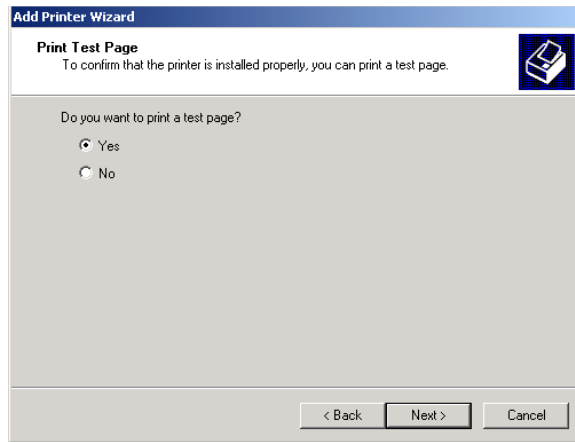 Add Printer Wizard
Print Test Page
To confirm that the printer is installed properly, you can print a test page.
Do you want to print a test page?
Yes
No
< Back Next > Cancel